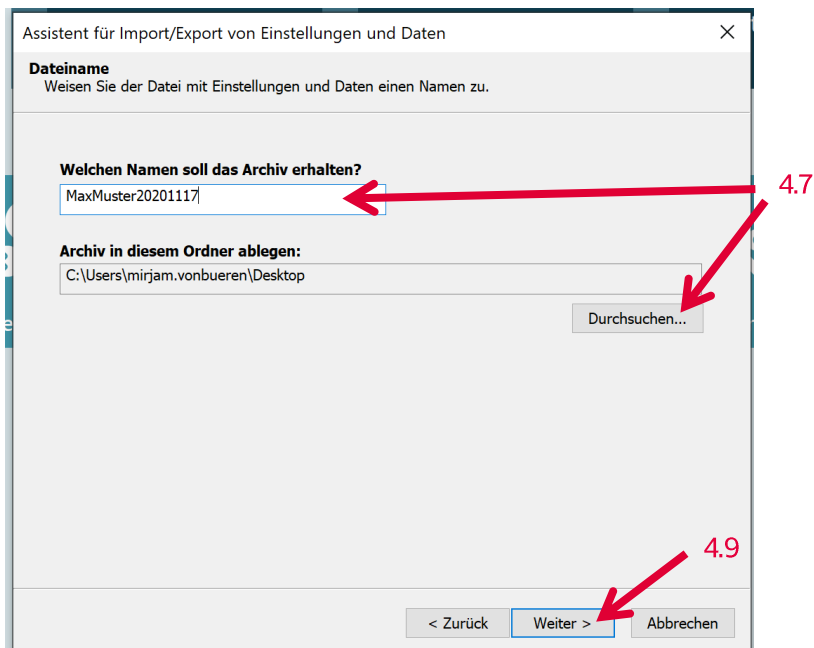 Assistent für Import/Export von Einstellungen und Daten
Dateiname
Weisen Sie der Datei mit Einstellungen und Daten einen Namen zu.
Welchen Namen soll das Archiv erhalten?
MaxMuster20201117
4.7
Archiv in diesem Ordner ablegen:
C:\Users\mirjam.vonbueren\Desktop
Durchsuchen...
4.9
< Zurück
Weiter >
Abbrechen